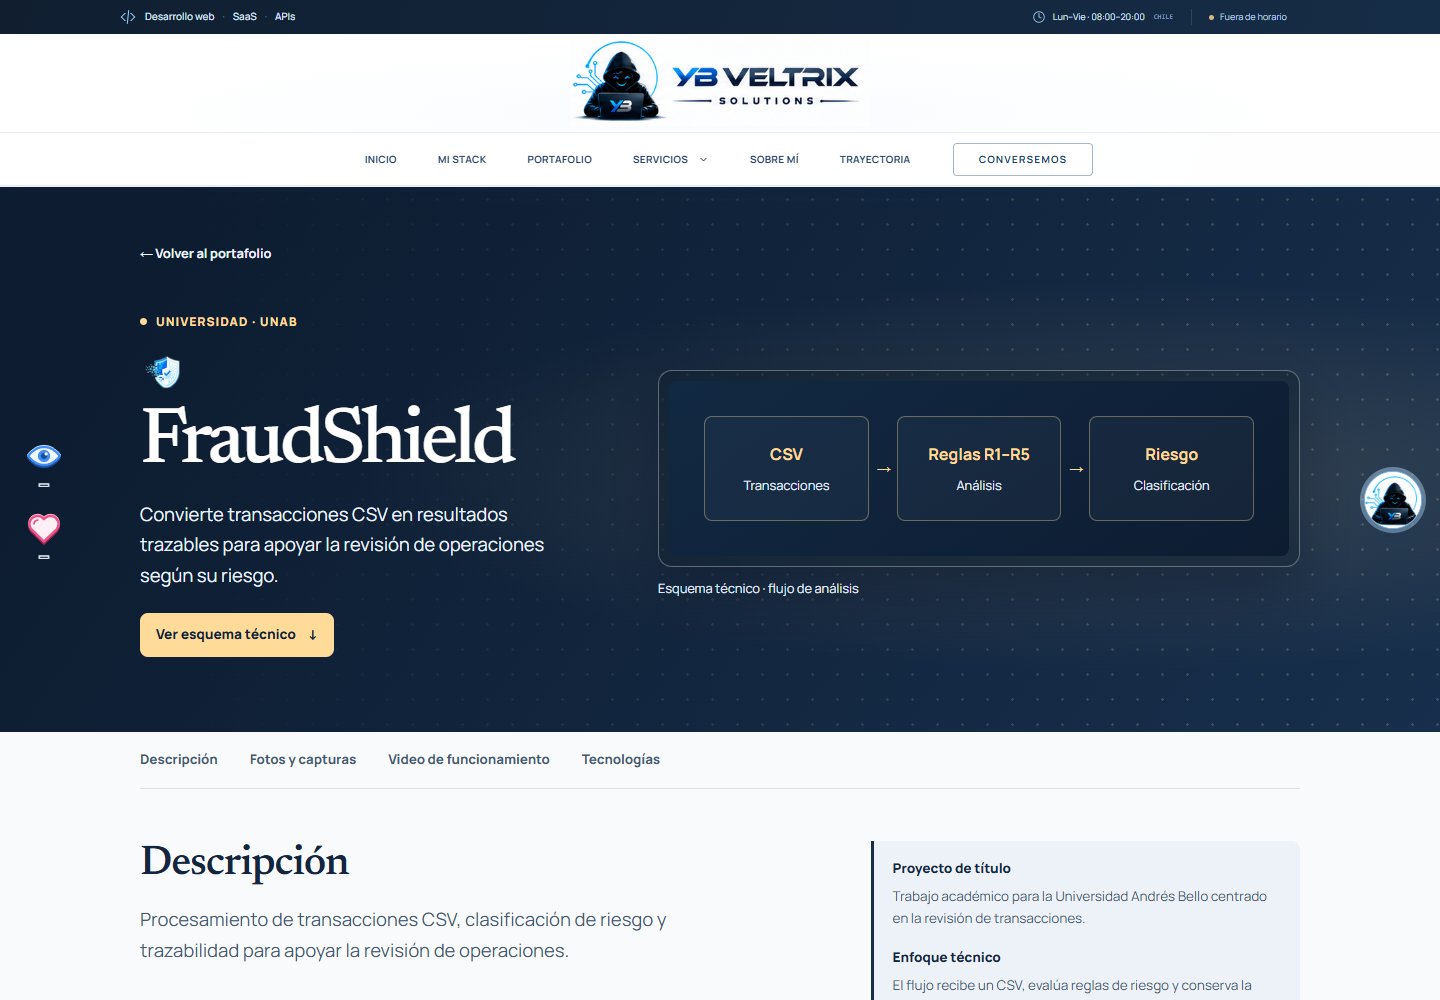 Desarrollo web · SaaS · APIs
Lun–Vie · 08:00–20:00 CHILE
Fuera de horario
YB VELTRIX
SOLUTIONS
YB
INICIO
MI STACK
PORTAFOLIO
SERVICIOS
SOBRE MÍ
TRAYECTORIA
CONVERSEMOS
← Volver al portafolio
UNIVERSIDAD · UNAB
FraudShield
Convierte transacciones CSV en resultados
trazables para apoyar la revisión de operaciones
según su riesgo.
Ver esquema técnico ↓
CSV
Transacciones
→
Reglas R1–R5
Análisis
→
Riesgo
Clasificación
Esquema técnico · flujo de análisis
YB
Descripción
Fotos y capturas
Video de funcionamiento
Tecnologías
Descripción
Procesamiento de transacciones CSV, clasificación de riesgo y
trazabilidad para apoyar la revisión de operaciones.
Proyecto de título
Trabajo académico para la Universidad Andrés Bello centrado
en la revisión de transacciones.
Enfoque técnico
El flujo recibe un CSV, evalúa reglas de riesgo y conserva la